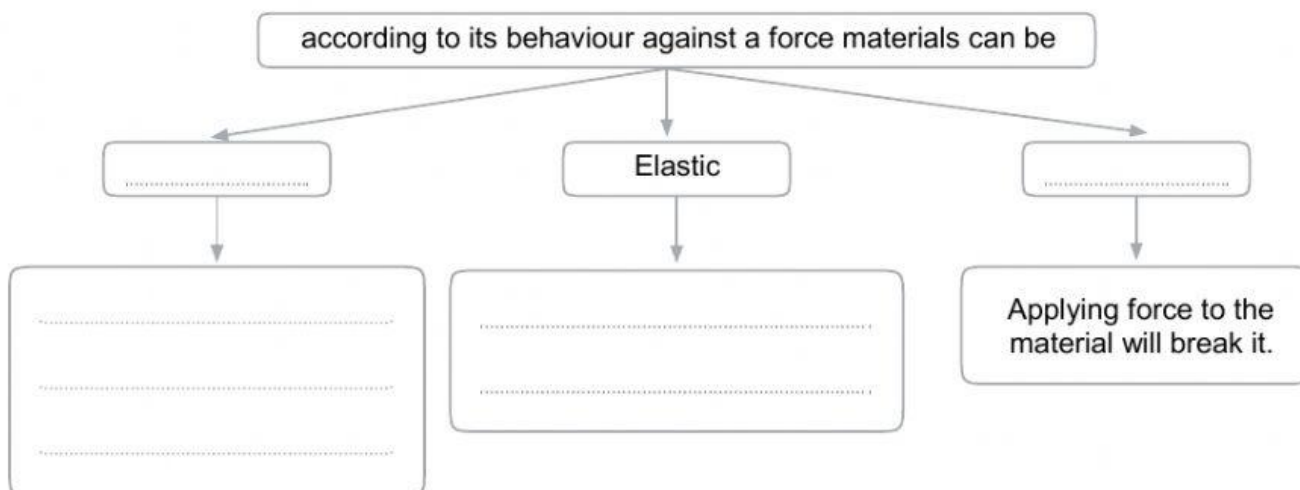 according to its behaviour against a force materials can be
Elastic
Applying force to the
material will break it.